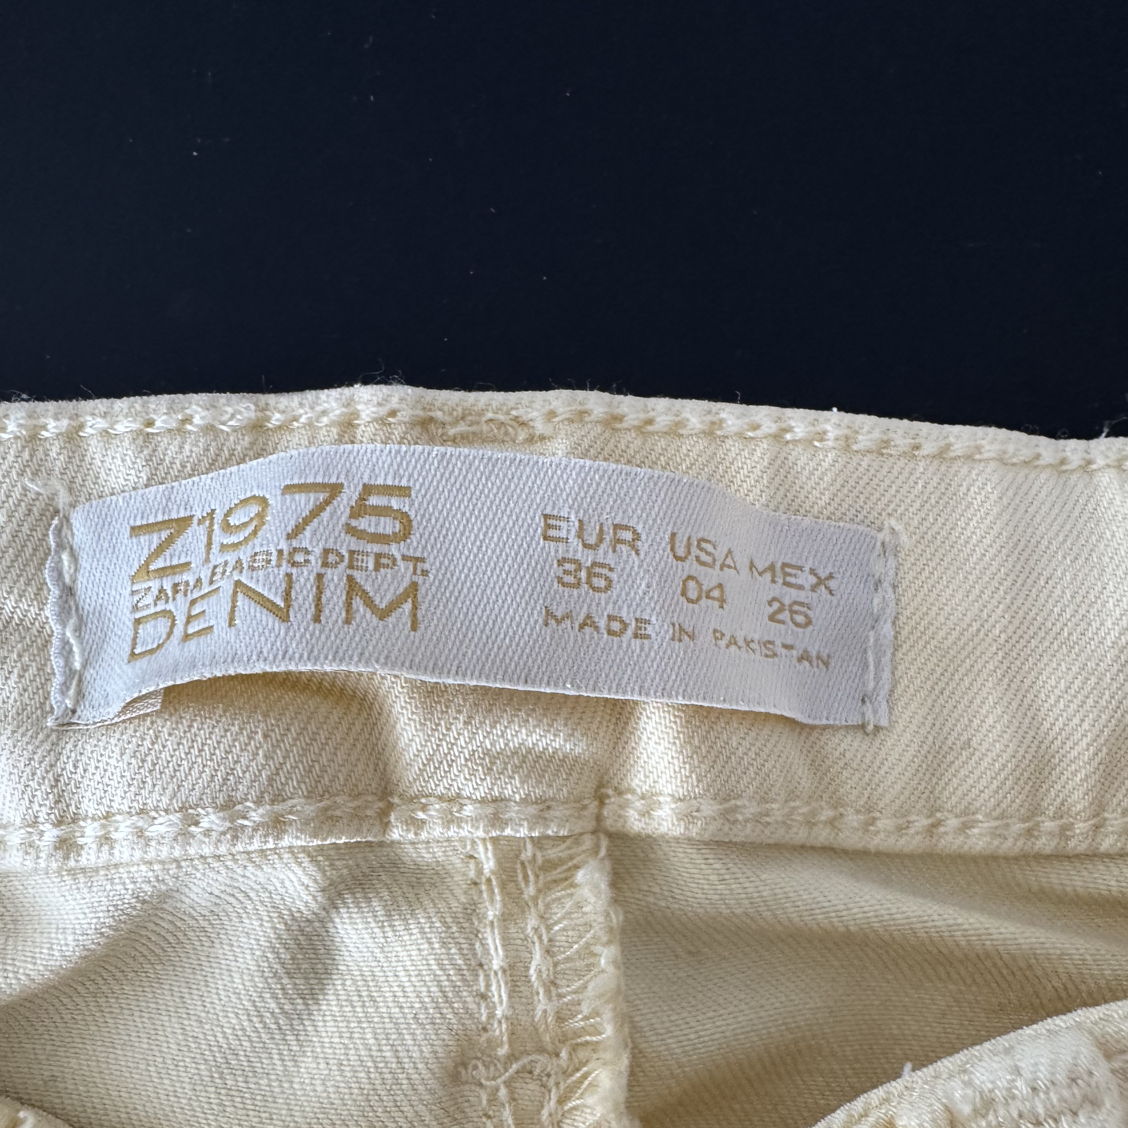 Z1975
ZARA BASIC DEPT.
DENIM
EUR USA MEX
36 04 26
MADE IN PAKISTAN